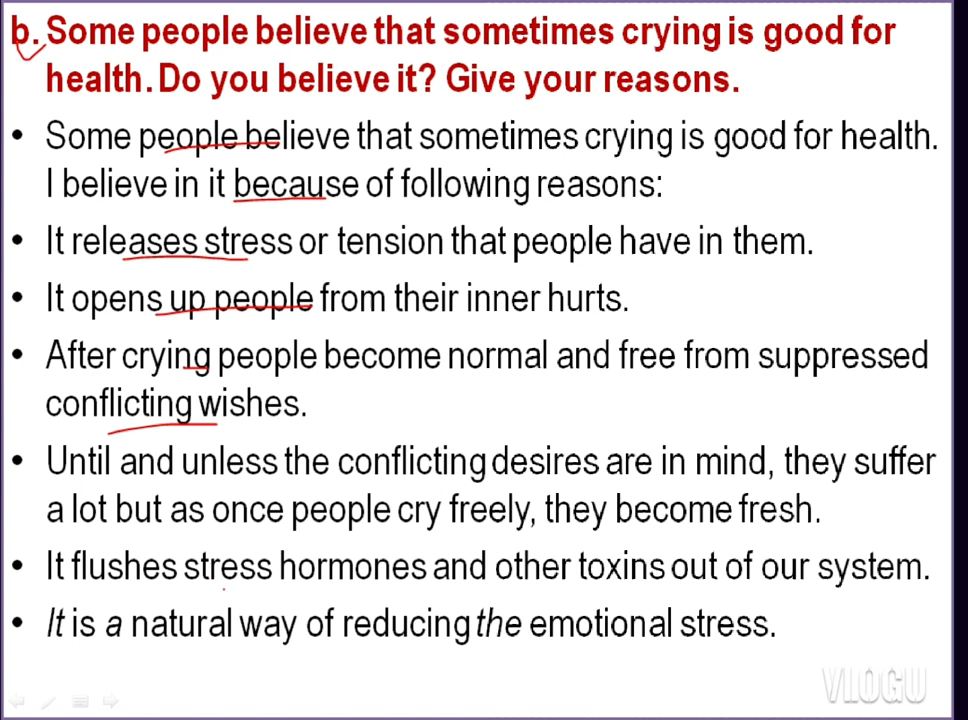 b. Some people believe that sometimes crying is good for
health. Do you believe it? Give your reasons.
• Some people believe that sometimes crying is good for health.
I believe in it because of following reasons:
• It releases stress or tension that people have in them.
• It opens up people from their inner hurts.
• After crying people become normal and free from suppressed
conflicting wishes.
• Until and unless the conflicting desires are in mind, they suffer
a lot but as once people cry freely, they become fresh.
• It flushes stress hormones and other toxins out of our system.
• It is a natural way of reducing the emotional stress.
VLOGU